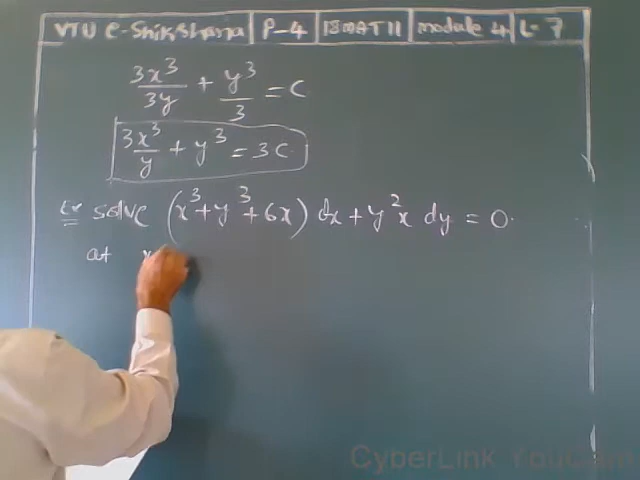 VTU e-Shikshana P-4 18MAT11 module 4 L-7
3x³/3y + y³/3 = C
3x³/y + y³ = 3C
Ex solve (x³+y³+6x) dx + y²x dy = 0.
at
CyberLink YouCam